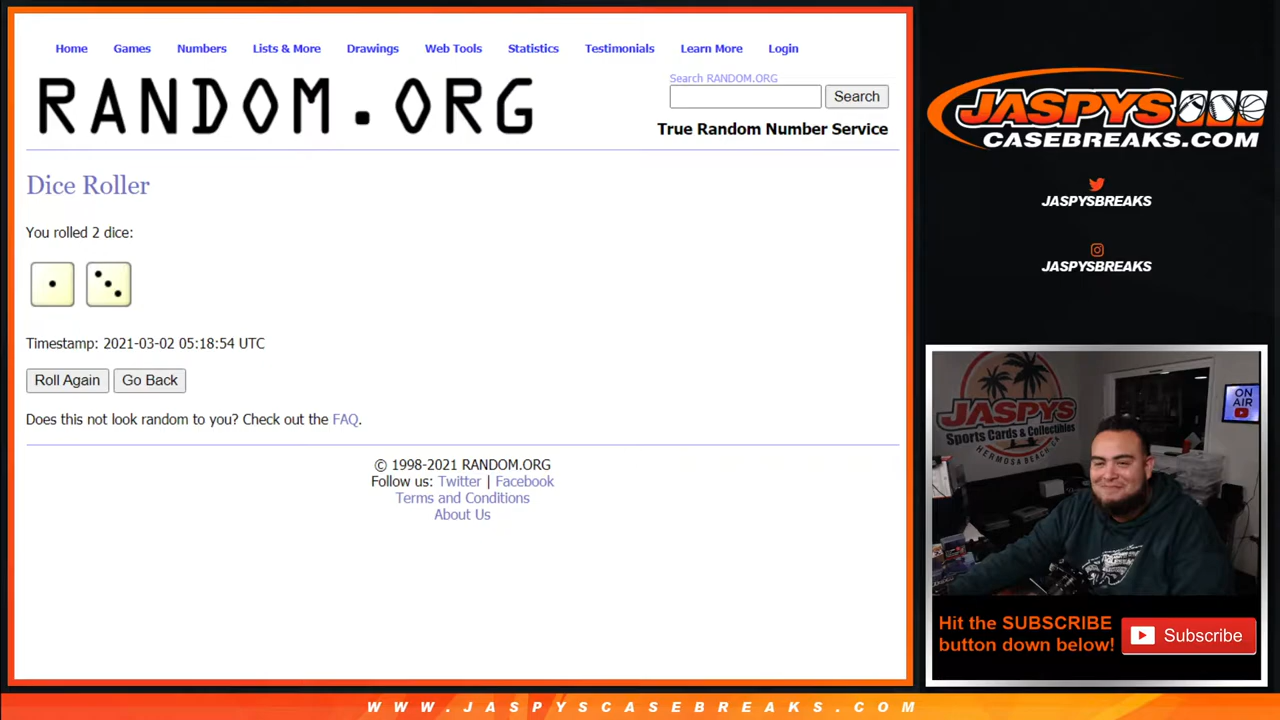 Home Games Numbers Lists & More Drawings Web Tools Statistics Testimonials Learn More Login
RANDOM.ORG
Search RANDOM.ORG
Search
True Random Number Service
Dice Roller
You rolled 2 dice:
Timestamp: 2021-03-02 05:18:54 UTC
Roll Again Go Back
Does this not look random to you? Check out the FAQ.
© 1998-2021 RANDOM.ORG
Follow us: Twitter | Facebook
Terms and Conditions
About Us
JASPYS
CASEBREAKS.COM
JASPYSBREAKS
JASPYSBREAKS
JASPYS
Sports Cards & Collectibles
HERMOSA BEACH, CA
ON
AIR
Hit the SUBSCRIBE
button down below!
Subscribe
WWW.JASPYSCASEBREAKS.COM